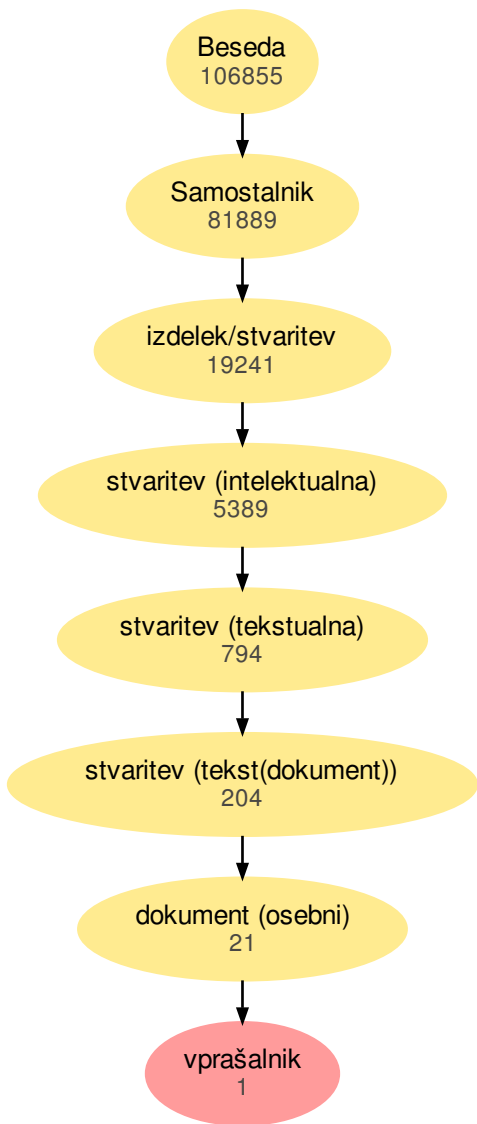 Beseda
106855
Samostalnik
81889
izdelek/stvaritev
19241
stvaritev (intelektualna)
5389
stvaritev (tekstualna)
794
stvaritev (tekst(dokument))
204
dokument (osebni)
21
vprašalnik
1